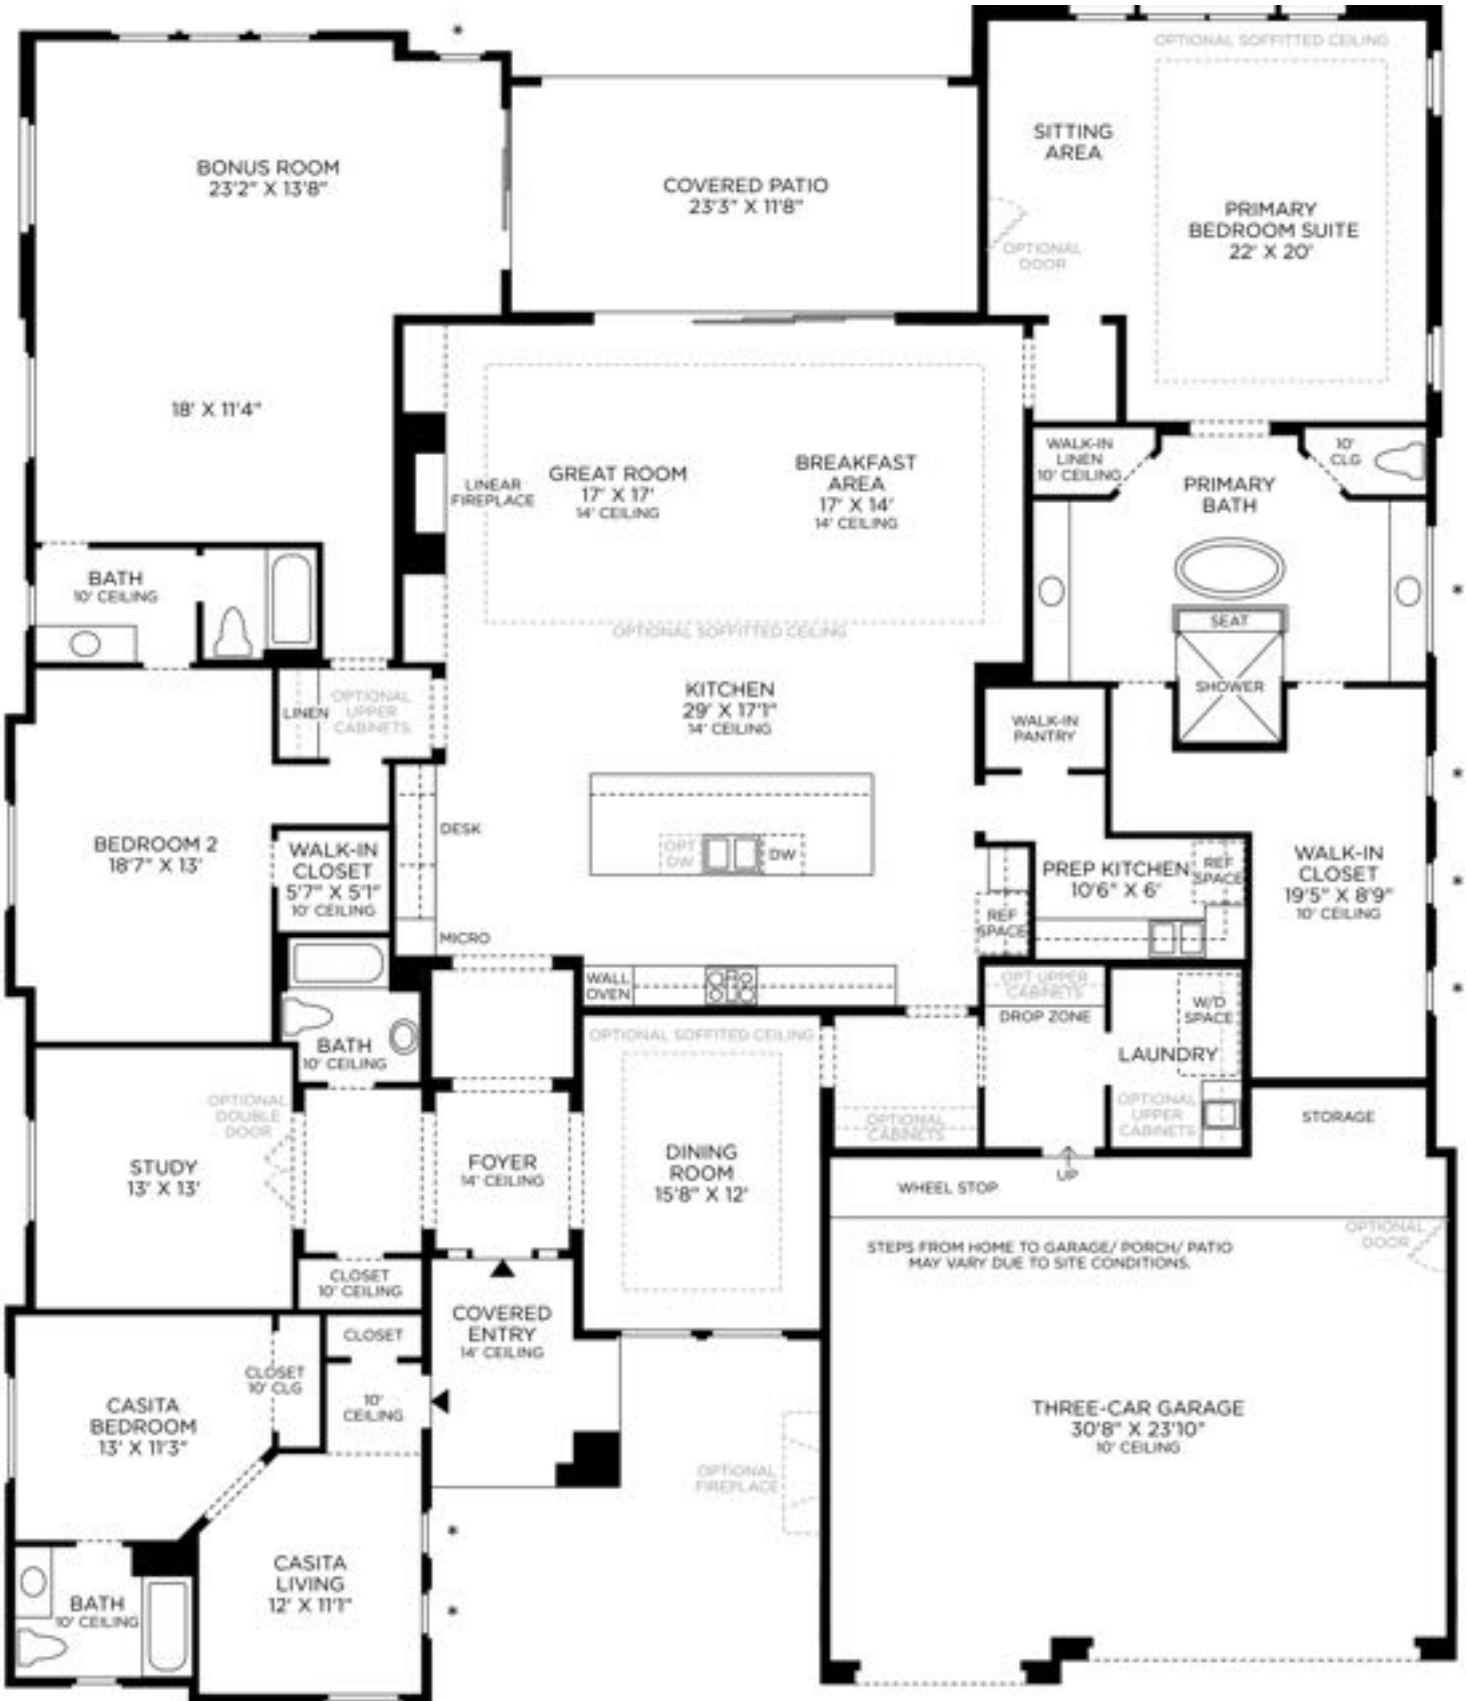 *
OPTIONAL SOFFITTED CEILING
BONUS ROOM
23'2" X 13'8"
18' X 11'4"
COVERED PATIO
23'3" X 11'8"
SITTING
AREA
OPTIONAL
DOOR
PRIMARY
BEDROOM SUITE
22' X 20'
LINEAR
FIREPLACE
GREAT ROOM
17' X 17'
14' CEILING
BREAKFAST
AREA
17' X 14'
14' CEILING
OPTIONAL SOFFITTED CEILING
WALK-IN
LINEN
10' CEILING
PRIMARY
BATH
10'
CLG
SEAT
SHOWER
*
BATH
10' CEILING
LINEN
OPTIONAL
UPPER
CABINETS
KITCHEN
29' X 17'1"
14' CEILING
WALK-IN
PANTRY
*
BEDROOM 2
18'7" X 13'
WALK-IN
CLOSET
5'7" X 5'1"
10' CEILING
DESK
MICRO
OPT
DW
DW
PREP KITCHEN
10'6" X 6'
REF
SPACE
REF
SPACE
WALK-IN
CLOSET
19'5" X 8'9"
10' CEILING
*
*
WALL
OVEN
OPT UPPER
CABINETS
DROP ZONE
W/D
SPACE
LAUNDRY
OPTIONAL
UPPER
CABINETS
BATH
10' CEILING
OPTIONAL SOFFITED CEILING
OPTIONAL
CABINETS
STORAGE
OPTIONAL
DOUBLE
DOOR
STUDY
13' X 13'
FOYER
14' CEILING
DINING
ROOM
15'8" X 12'
UP
WHEEL STOP
STEPS FROM HOME TO GARAGE/ PORCH/ PATIO
MAY VARY DUE TO SITE CONDITIONS.
OPTIONAL
DOOR
CLOSET
10' CEILING
COVERED
ENTRY
14' CEILING
CLOSET
CLOSET
10' CLG
10'
CEILING
CASITA
BEDROOM
13' X 11'3"
THREE-CAR GARAGE
30'8" X 23'10"
10' CEILING
OPTIONAL
FIREPLACE
*
CASITA
LIVING
12' X 11'1"
*
BATH
10' CEILING